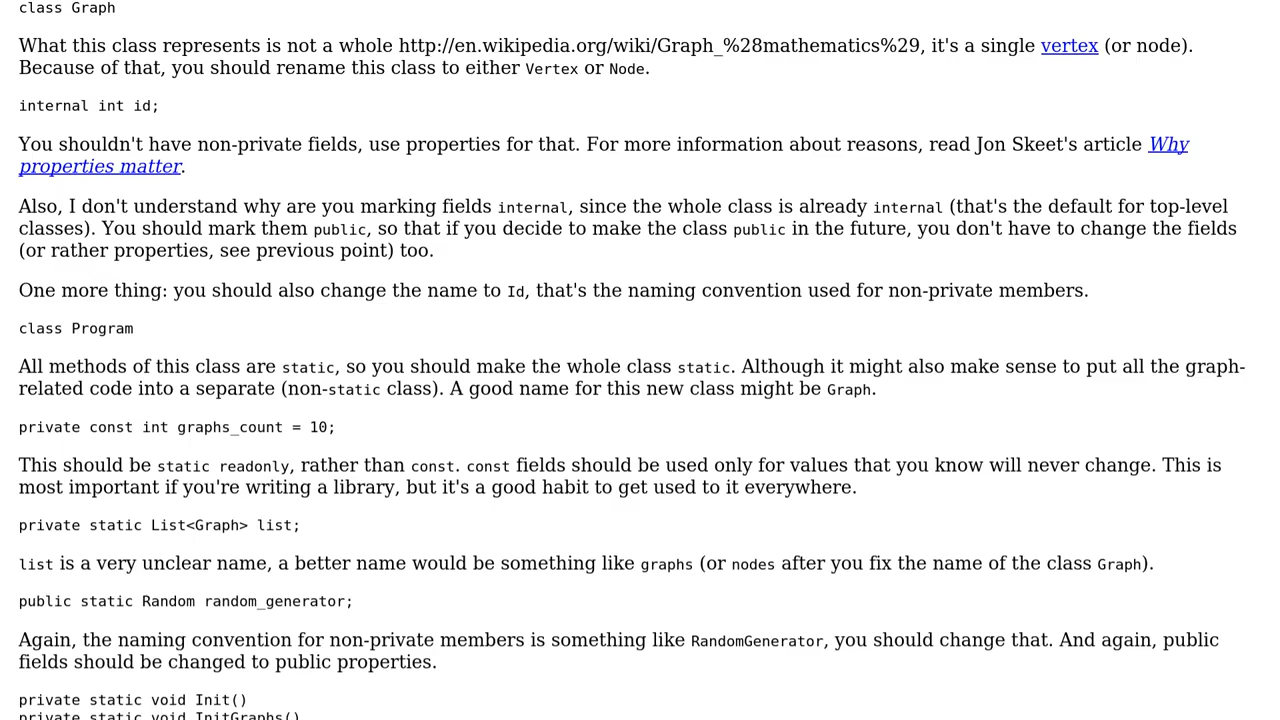 class Graph
What this class represents is not a whole http://en.wikipedia.org/wiki/Graph_%28mathematics%29, it's a single vertex (or node).
Because of that, you should rename this class to either Vertex or Node.
internal int id;
You shouldn't have non-private fields, use properties for that. For more information about reasons, read Jon Skeet's article Why
properties matter.
Also, I don't understand why are you marking fields internal, since the whole class is already internal (that's the default for top-level
classes). You should mark them public, so that if you decide to make the class public in the future, you don't have to change the fields
(or rather properties, see previous point) too.
One more thing: you should also change the name to Id, that's the naming convention used for non-private members.
class Program
All methods of this class are static, so you should make the whole class static. Although it might also make sense to put all the graph-
related code into a separate (non-static class). A good name for this new class might be Graph.
private const int graphs_count = 10;
This should be static readonly, rather than const. const fields should be used only for values that you know will never change. This is
most important if you're writing a library, but it's a good habit to get used to it everywhere.
private static List<Graph> list;
list is a very unclear name, a better name would be something like graphs (or nodes after you fix the name of the class Graph).
public static Random random_generator;
Again, the naming convention for non-private members is something like RandomGenerator, you should change that. And again, public
fields should be changed to public properties.
private static void Init()
private static void InitGraphs()